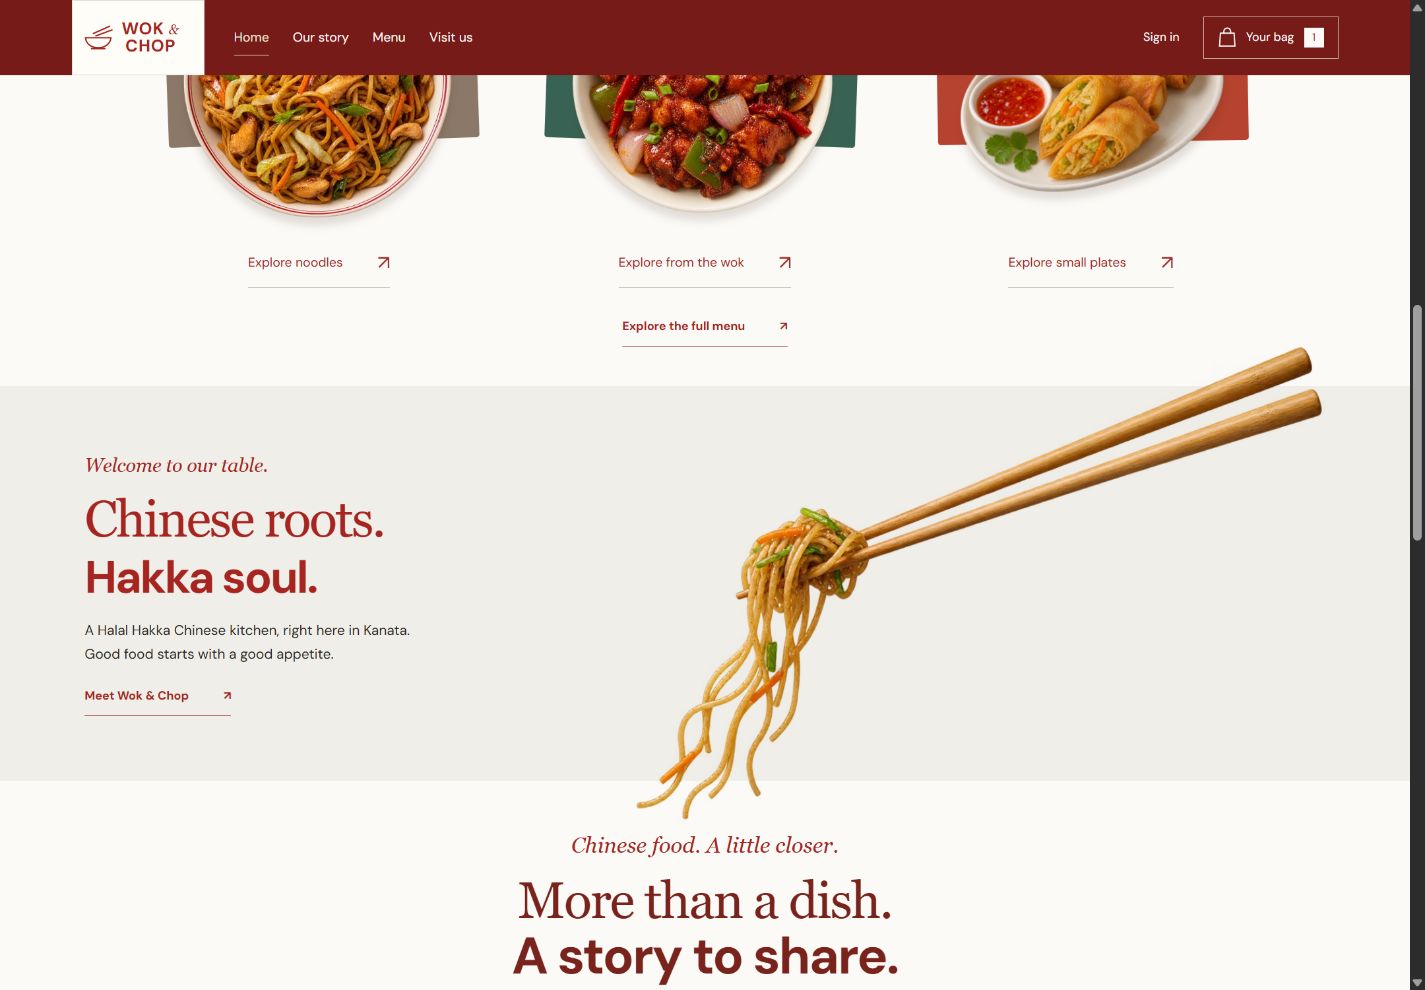 WOK &
CHOP
Home
Our story
Menu
Visit us
Sign in
Your bag
1
Explore noodles
Explore from the wok
Explore small plates
Explore the full menu
Welcome to our table.
Chinese roots.
Hakka soul.
A Halal Hakka Chinese kitchen, right here in Kanata.
Good food starts with a good appetite.
Meet Wok & Chop
Chinese food. A little closer.
More than a dish.
A story to share.